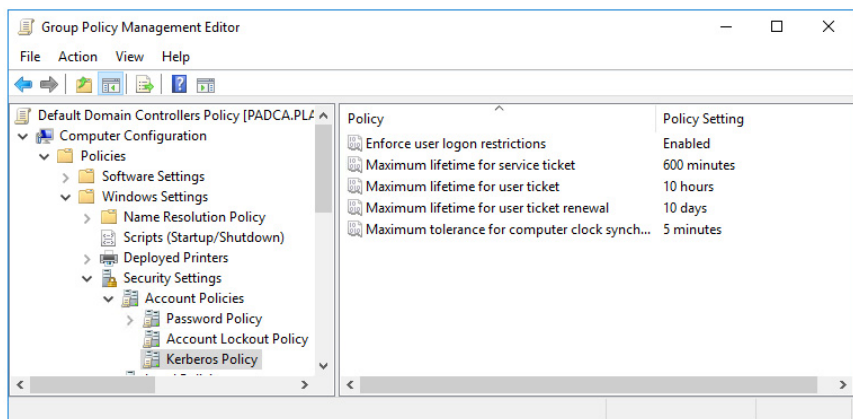 Group Policy Management Editor
File Action View Help
Default Domain Controllers Policy [PADCA.PLA
Computer Configuration
Policies
Software Settings
Windows Settings
Name Resolution Policy
Scripts (Startup/Shutdown)
Deployed Printers
Security Settings
Account Policies
Password Policy
Account Lockout Policy
Kerberos Policy
Policy Policy Setting
Enforce user logon restrictions Enabled
Maximum lifetime for service ticket 600 minutes
Maximum lifetime for user ticket 10 hours
Maximum lifetime for user ticket renewal 10 days
Maximum tolerance for computer clock synch... 5 minutes